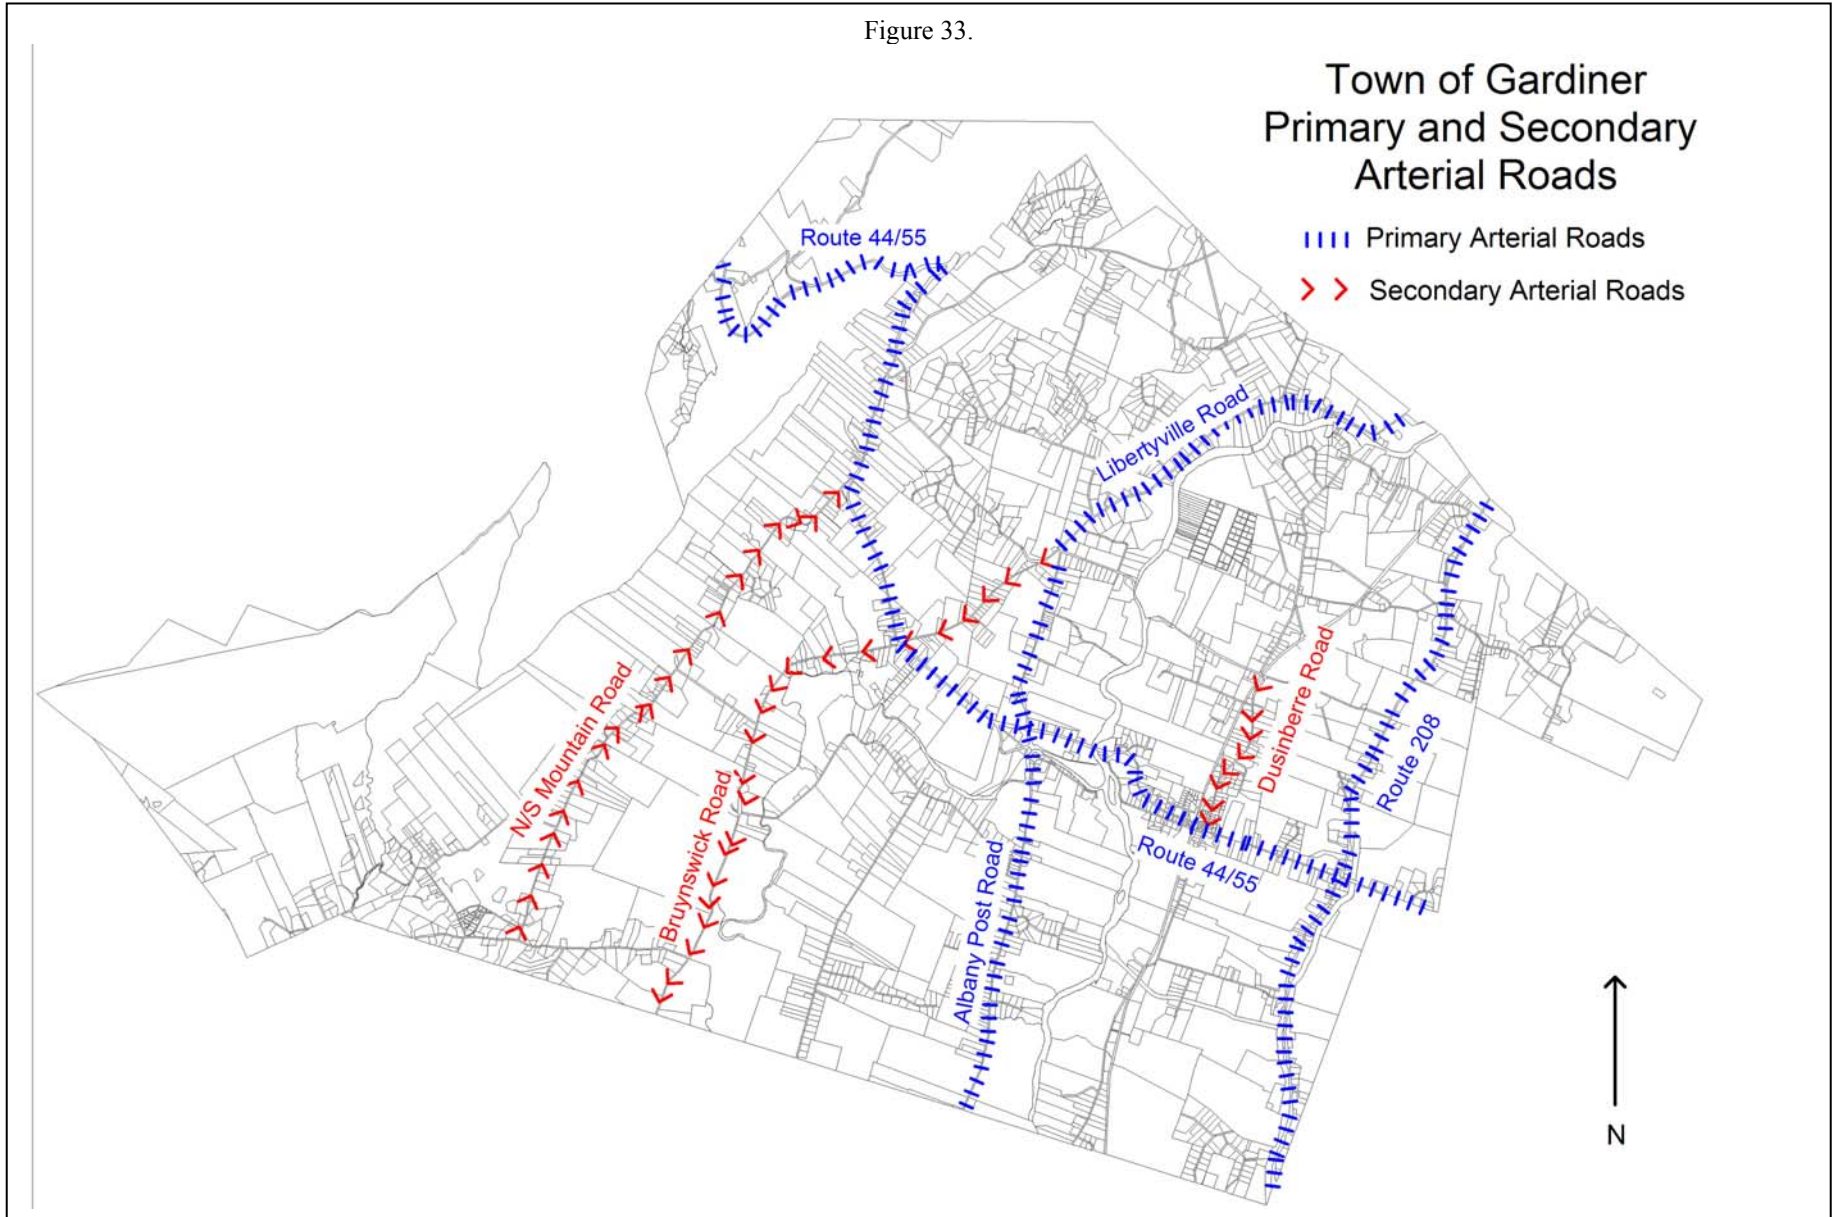 Figure 33.
Town of Gardiner
Primary and Secondary
Arterial Roads
Primary Arterial Roads
Secondary Arterial Roads
Route 44/55
Libertyville Road
N/S Mountain Road
Bruynswick Road
Albany Post Road
Dusinberre Road
Route 208
Route 44/55
N